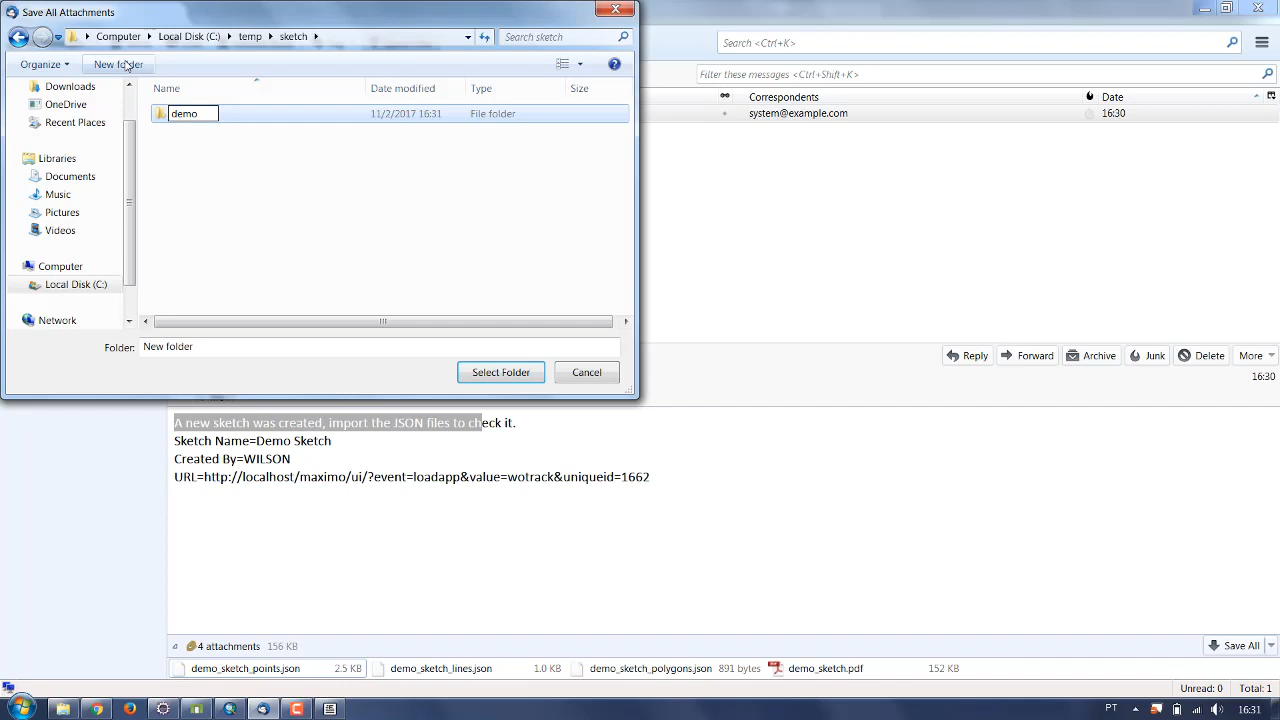 Save All Attachments
Computer Local Disk (C:) temp sketch
Search sketch
Search <Ctrl+K>
Organize
New folder
Filter these messages <Ctrl+Shift+K>
Name Date modified Type Size
demo 11/2/2017 16:31 File folder
Downloads
OneDrive
Recent Places
Libraries
Documents
Music
Pictures
Videos
Computer
Local Disk (C:)
Network
Folder: New folder
Select Folder
Cancel
Correspondents Date
system@example.com 16:30
Reply Forward Archive Junk Delete More
16:30
A new sketch was created, import the JSON files to check it.
Sketch Name=Demo Sketch
Created By=WILSON
URL=http://localhost/maximo/ui/?event=loadapp&value=wotrack&uniqueid=1662
4 attachments 156 KB
Save All
demo_sketch_points.json 2.5 KB demo_sketch_lines.json 1.0 KB demo_sketch_polygons.json 891 bytes demo_sketch.pdf 152 KB
Unread: 0 Total: 1
PT 16:31